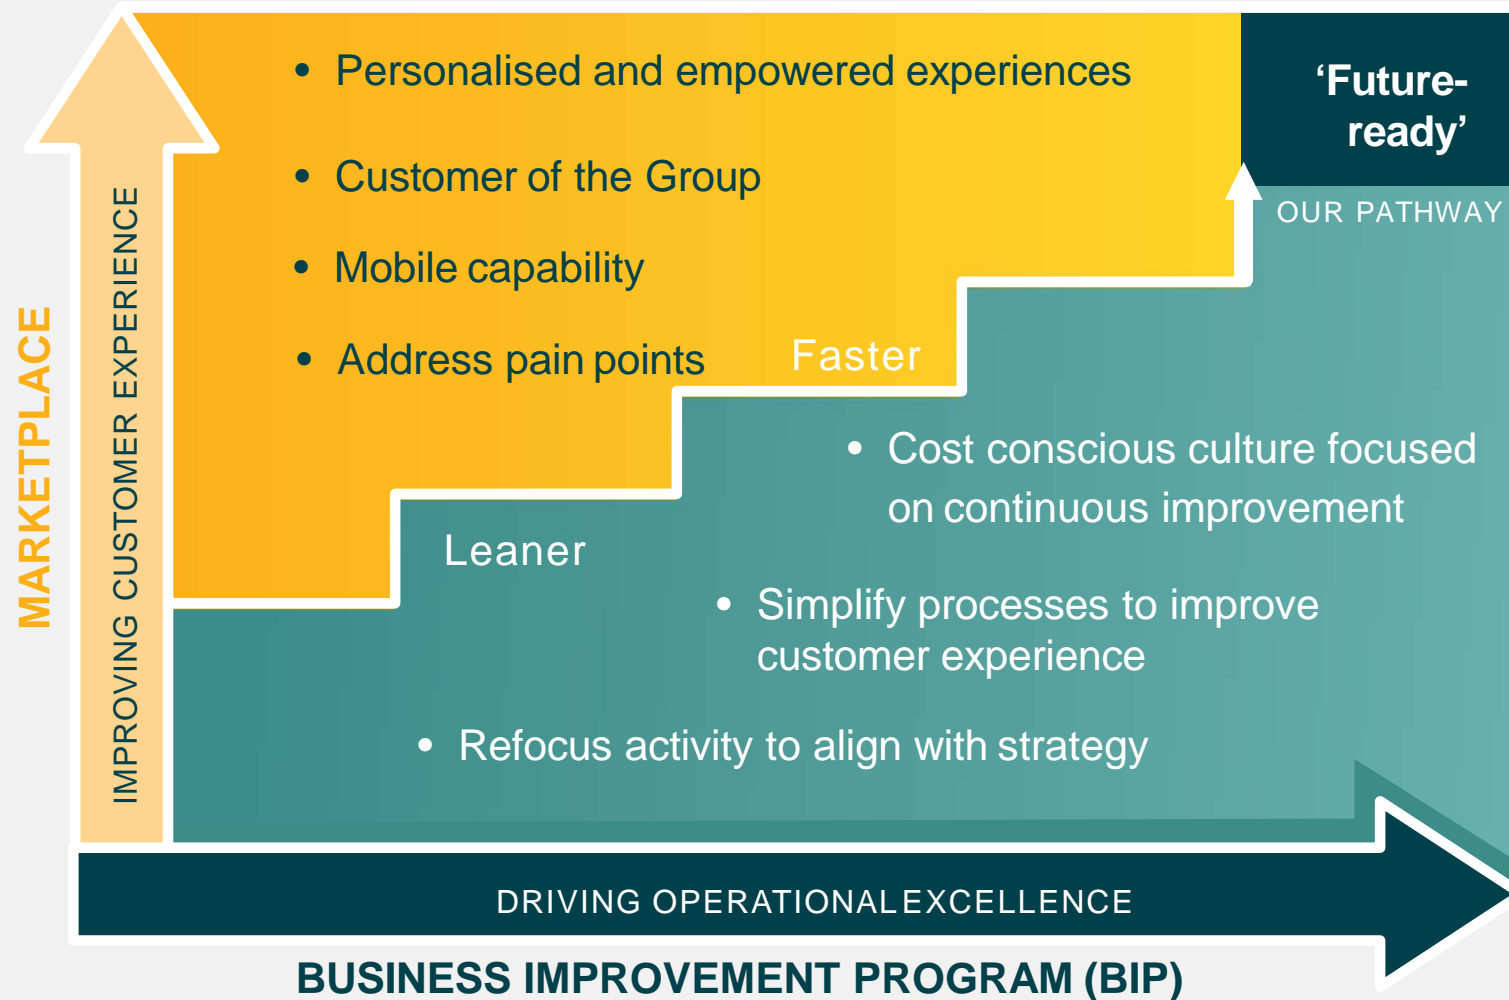 • Personalised and empowered experiences
• Customer of the Group
• Mobile capability
• Address pain points
‘Future-
ready’
OUR PATHWAY
Faster
Leaner
• Cost conscious culture focused
on continuous improvement
• Simplify processes to improve
customer experience
• Refocus activity to align with strategy
MARKETPLACE
IMPROVING CUSTOMER EXPERIENCE
DRIVING OPERATIONAL EXCELLENCE
BUSINESS IMPROVEMENT PROGRAM (BIP)